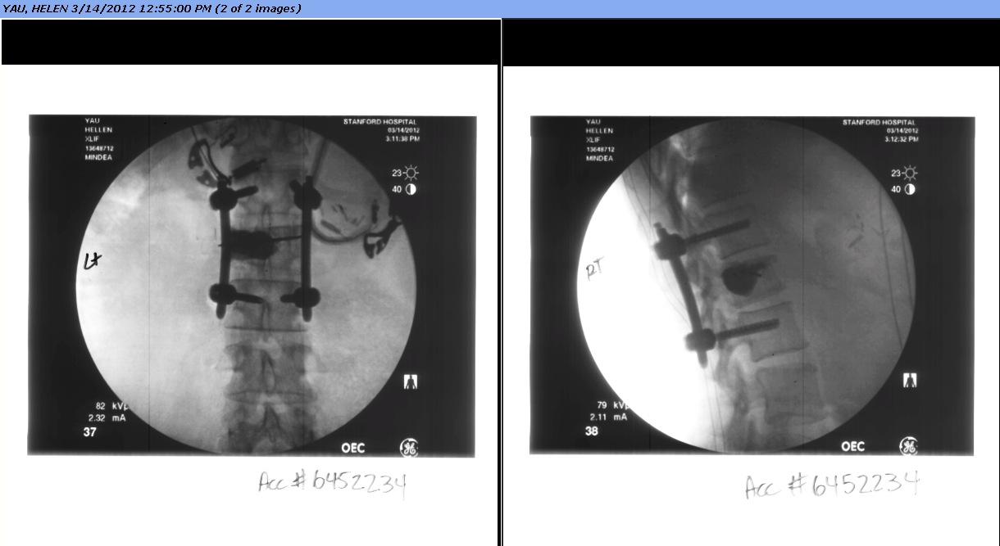 YAU, HELEN 3/14/2012 12:55:00 PM (2 of 2 images)
YAU
HELLEN
XLIF
13648712
MINDEA
STANFORD HOSPITAL
03/14/2012
3:11:38 PM
23
40
Lt
82 kVp
2.32 mA
37
OEC
GE
Acc # 6452234
YAU
HELLEN
XLIF
13648712
MINDEA
STANFORD HOSPITAL
03/14/2012
3:12:32 PM
23
40
RT
79 kVp
2.11 mA
38
OEC
GE
Acc # 6452234